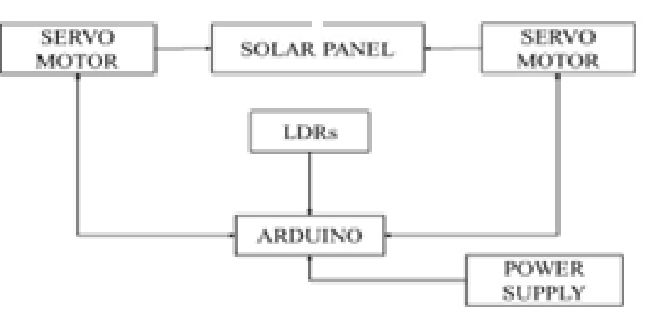 SERVO
MOTOR
SOLAR PANEL
SERVO
MOTOR
LDRs
ARDUINO
POWER
SUPPLY